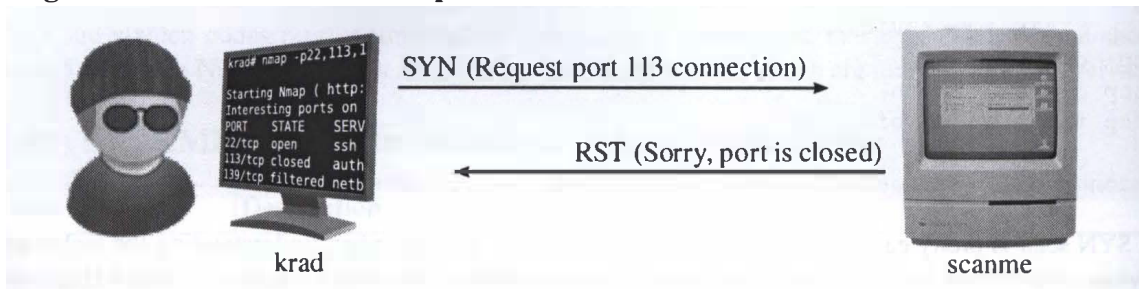 krad# nmap -p22,113,1
Starting Nmap ( http:
Interesting ports on
PORT STATE SERV
22/tcp open ssh
113/tcp closed auth
139/tcp filtered netb
SYN (Request port 113 connection)
RST (Sorry, port is closed)
krad
scanme